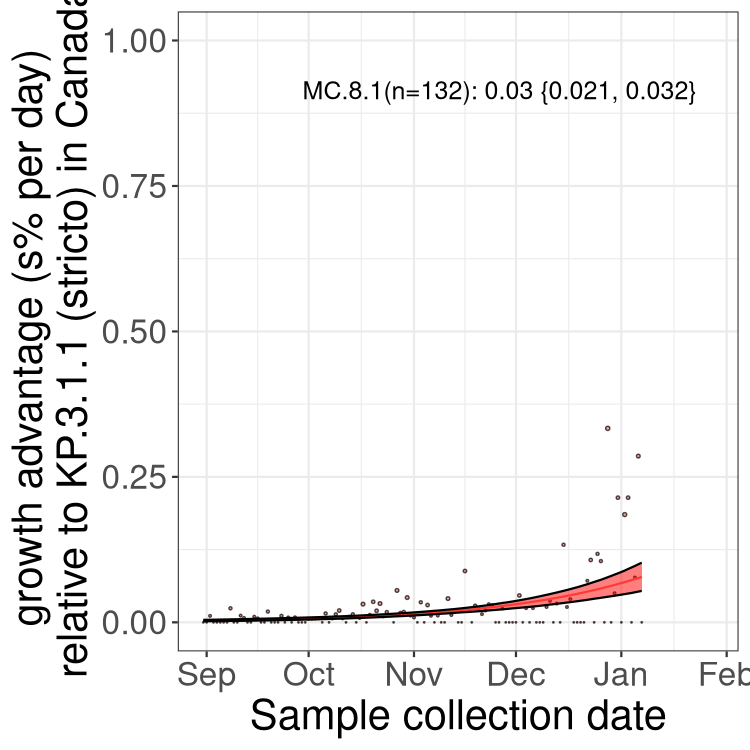 growth advantage (s% per day)
relative to KP.3.1.1 (stricto) in Canada
1.00
0.75
0.50
0.25
0.00
MC.8.1(n=132): 0.03 {0.021, 0.032}
Sep Oct Nov Dec Jan Feb
Sample collection date